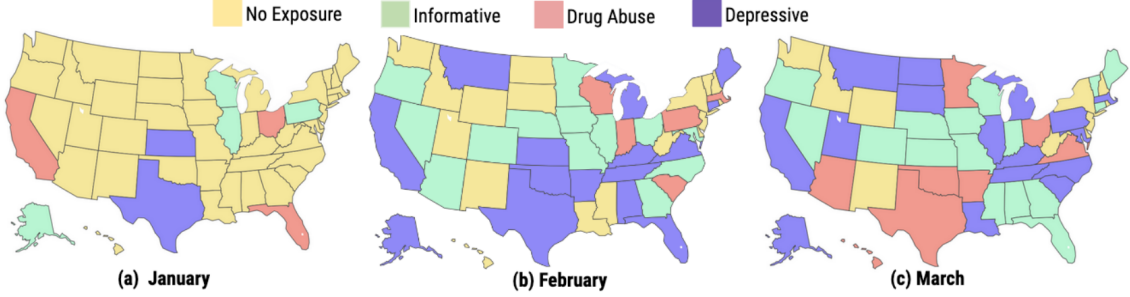 No Exposure Informative Drug Abuse Depressive
(a) January (b) February (c) March